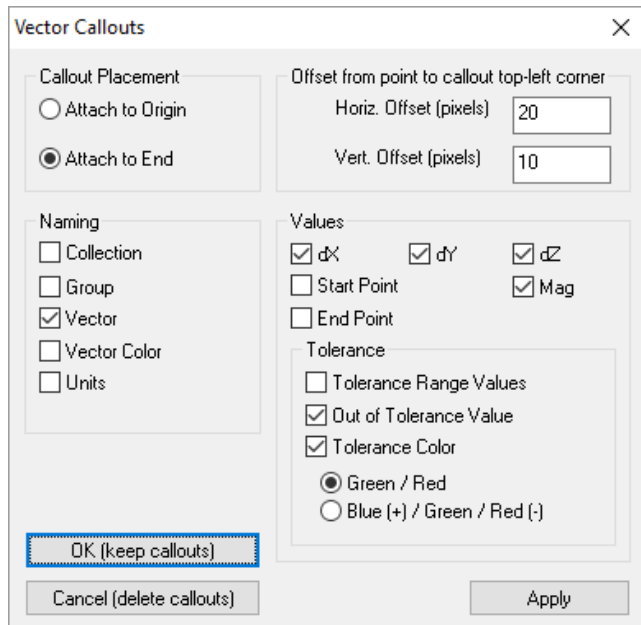 Vector Callouts
Callout Placement
Attach to Origin
Attach to End
Offset from point to callout top-left corner
Horiz. Offset (pixels) 20
Vert. Offset (pixels) 10
Naming
Collection
Group
Vector
Vector Color
Units
Values
dX dY dZ
Start Point Mag
End Point
Tolerance
Tolerance Range Values
Out of Tolerance Value
Tolerance Color
Green / Red
Blue (+) / Green / Red (-)
OK (keep callouts)
Cancel (delete callouts) Apply